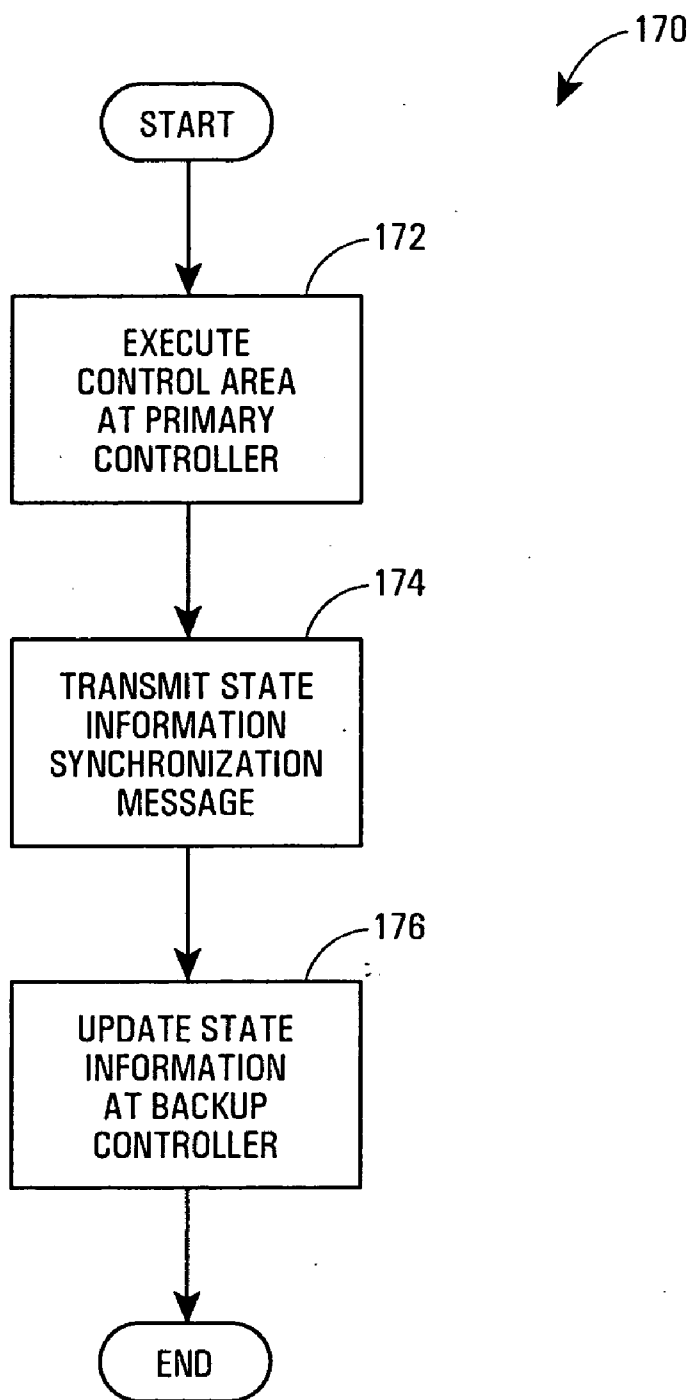 170
START
172
EXECUTE
CONTROL AREA
AT PRIMARY
CONTROLLER
174
TRANSMIT STATE
INFORMATION
SYNCHRONIZATION
MESSAGE
176
UPDATE STATE
INFORMATION
AT BACKUP
CONTROLLER
END